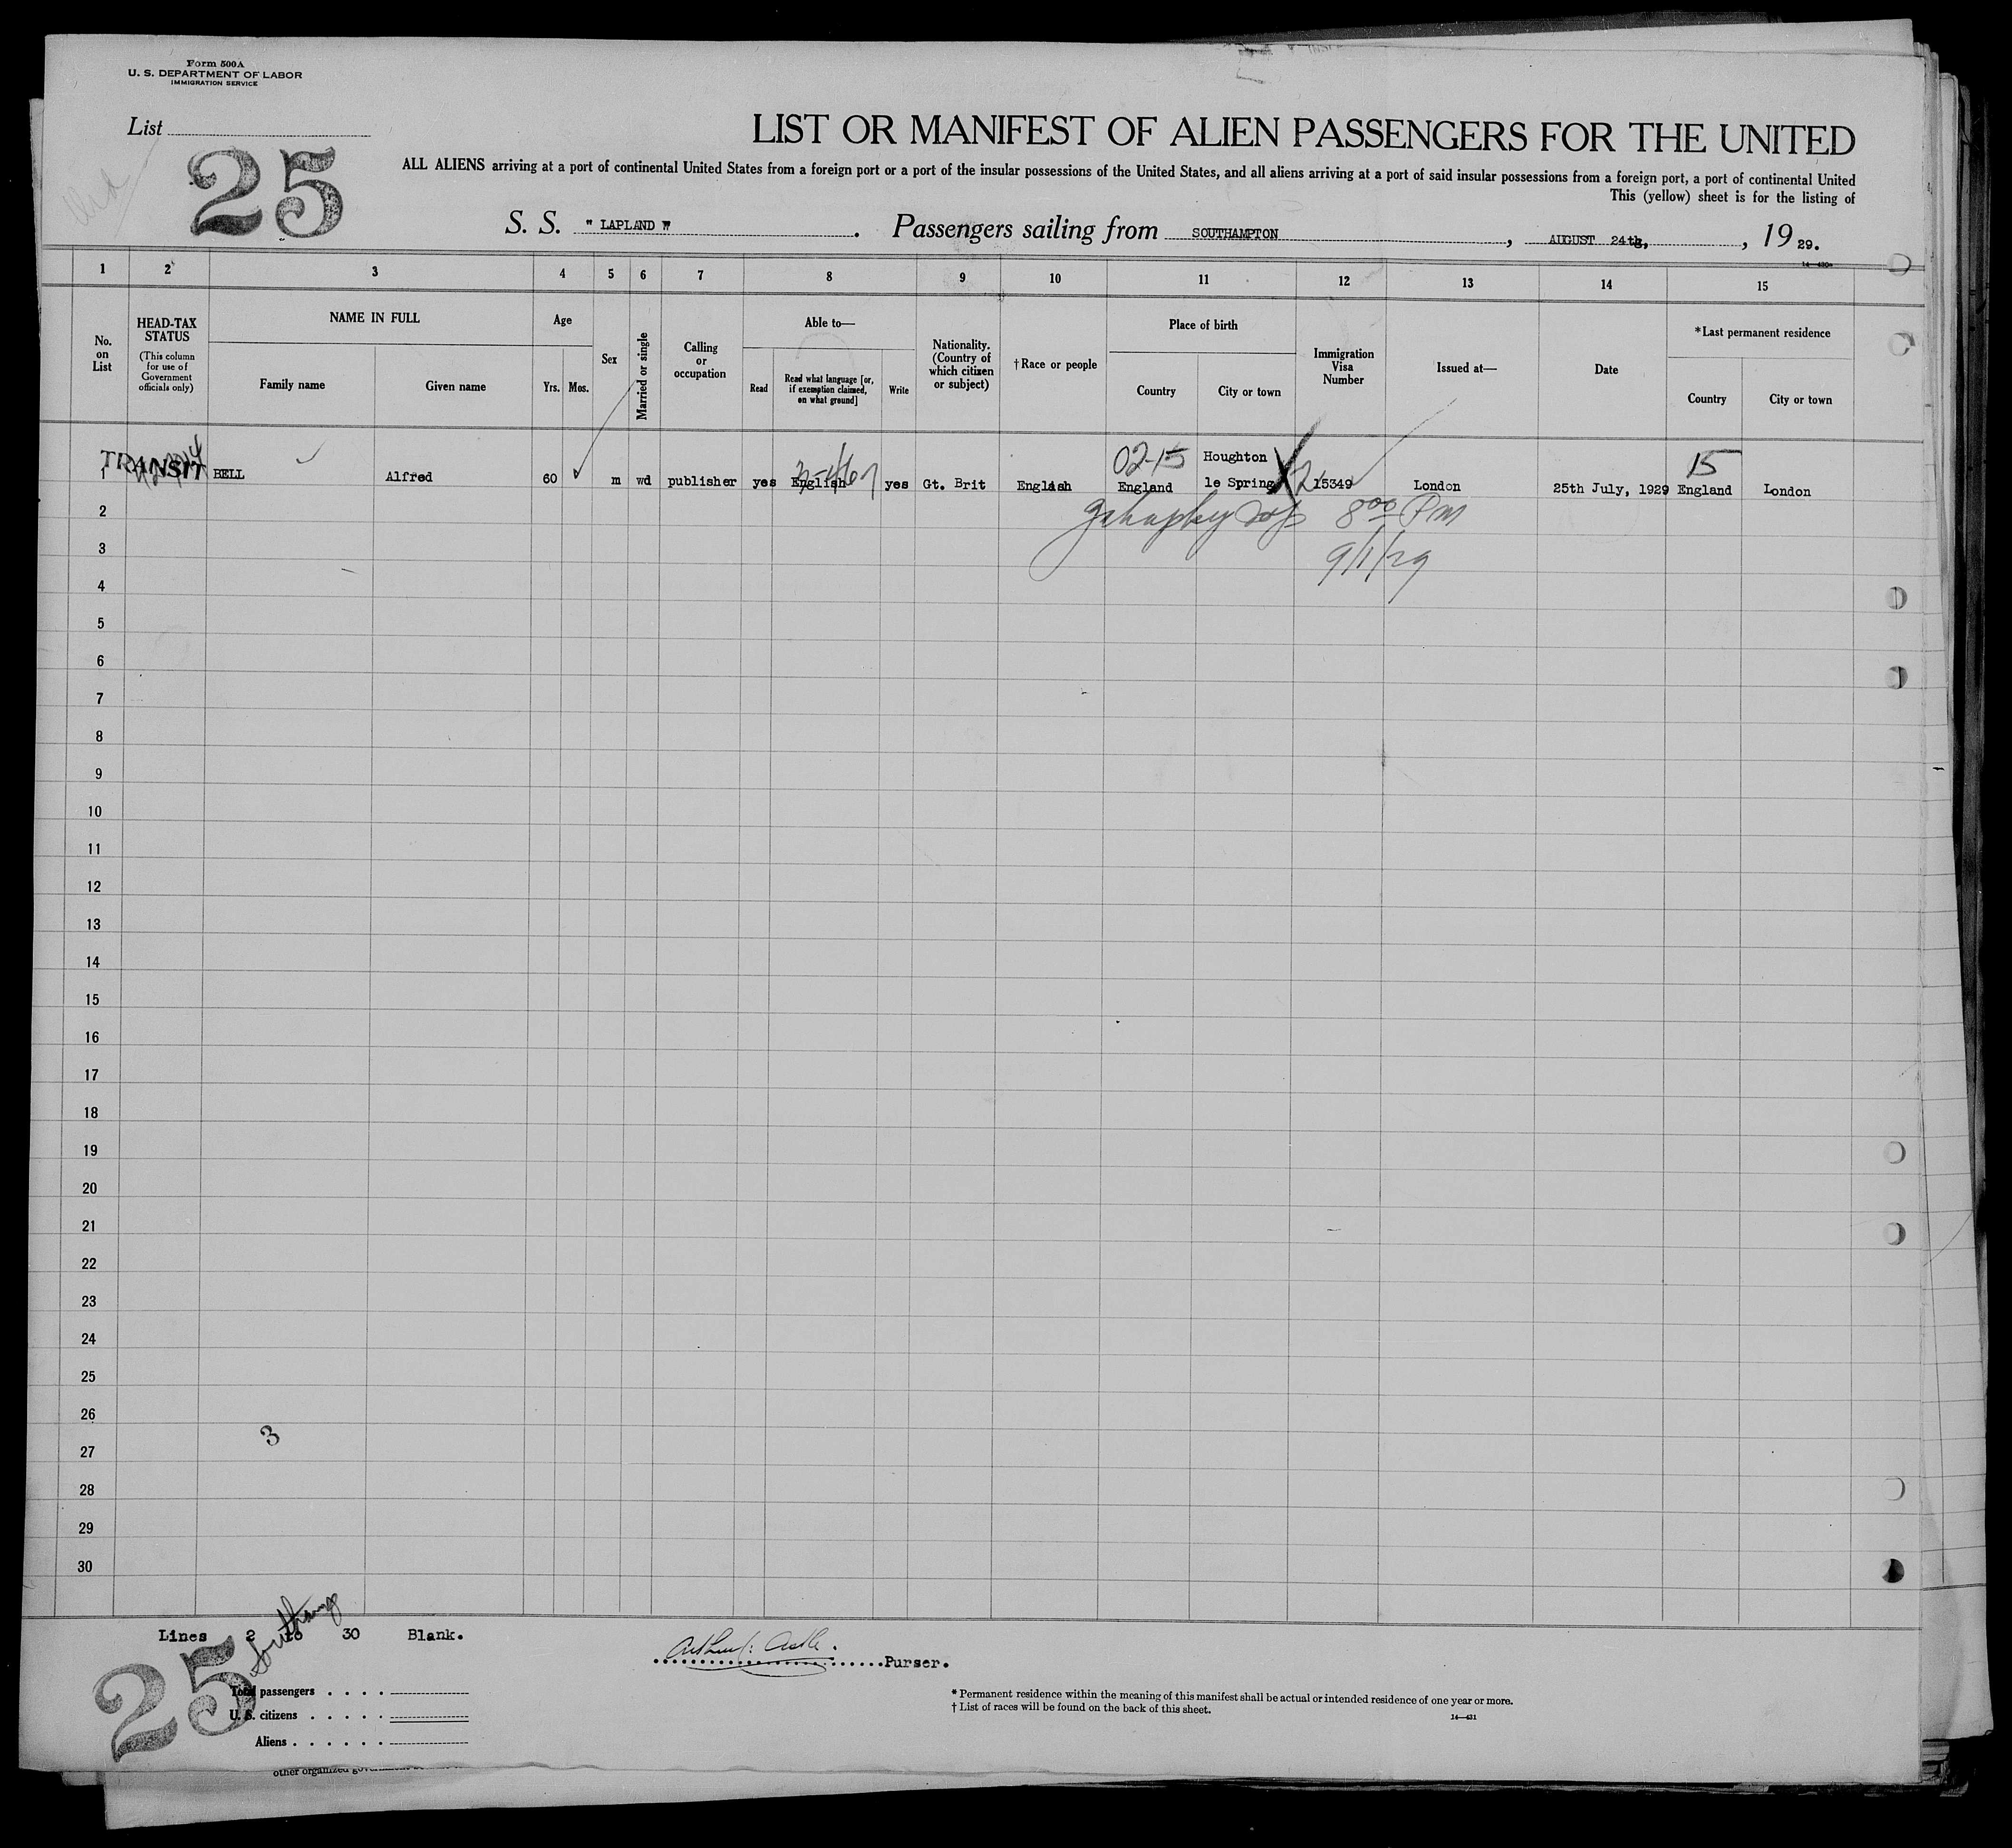 Form 500A
U. S. DEPARTMENT OF LABOR
IMMIGRATION SERVICE
List
25
LIST OR MANIFEST OF ALIEN PASSENGERS FOR THE UNITED
ALL ALIENS arriving at a port of continental United States from a foreign port or a port of the insular possessions of the United States, and all aliens arriving at a port of said insular possessions from a foreign port, a port of continental United
This (yellow) sheet is for the listing of
S. S. " LAPLAND " . Passengers sailing from SOUTHAMPTON , AUGUST 24th, , 19 29.
1 2 3 4 5 6 7 8 9 10 11 12 13 14 15
No. on List
HEAD-TAX STATUS
(This column for use of Government officials only)
NAME IN FULL
Family name
Given name
Age
Yrs. Mos.
Sex
Married or single
Calling or occupation
Able to—
Read
Read what language [or, if exemption claimed, on what ground]
Write
Nationality. (Country of which citizen or subject)
†Race or people
Place of birth
Country
City or town
Immigration Visa Number
Issued at—
Date
*Last permanent residence
Country
City or town
02-15 Houghton 15
TRANSIT
1 BELL Alfred 60 m wd publisher yes English yes Gt. Brit English England le Spring 15349 London 25th July, 1929 England London
2 8 00 PM
3 9/1/29
4
5
6
7
8
9
10
11
12
13
14
15
16
17
18
19
20
21
22
23
24
25
26
3
27
28
29
30
Lines 2 to 30 Blank.
Southamp
25
Purser.
Total passengers
U. S. citizens
Aliens
* Permanent residence within the meaning of this manifest shall be actual or intended residence of one year or more.
† List of races will be found on the back of this sheet.
14—431
other organized